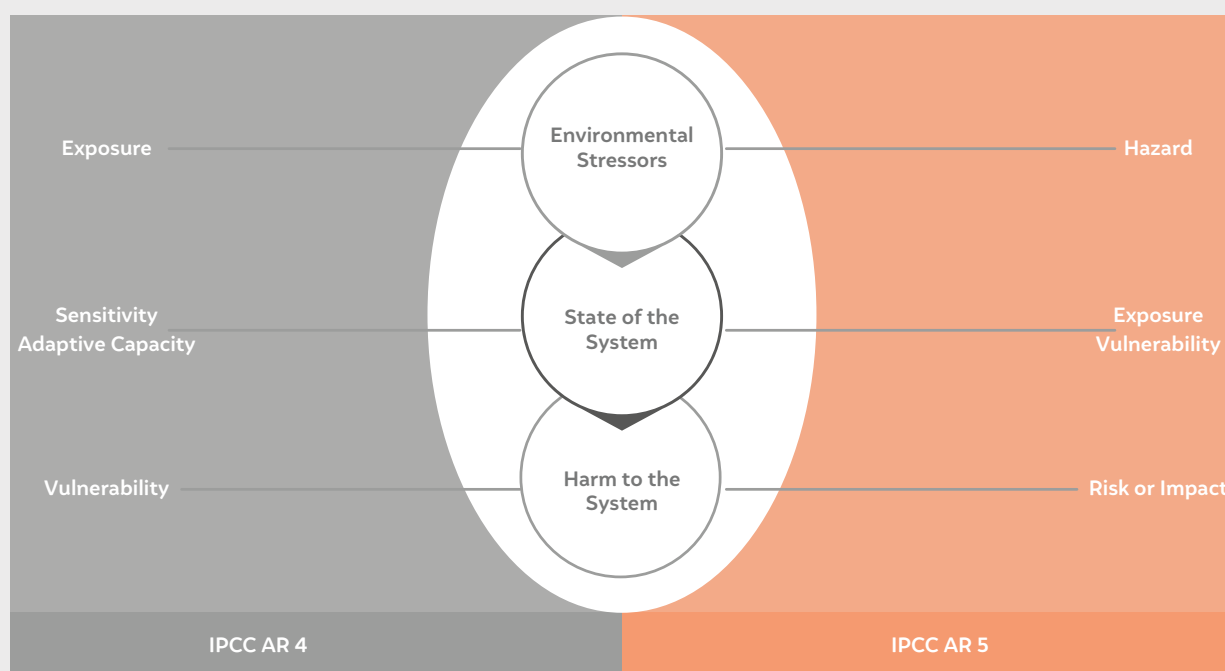 Environmental
Stressors
Exposure
Hazard
State of the
System
Sensitivity
Adaptive Capacity
Exposure
Vulnerability
Harm to the
System
Vulnerability
Risk or Impact
IPCC AR 4
IPCC AR 5